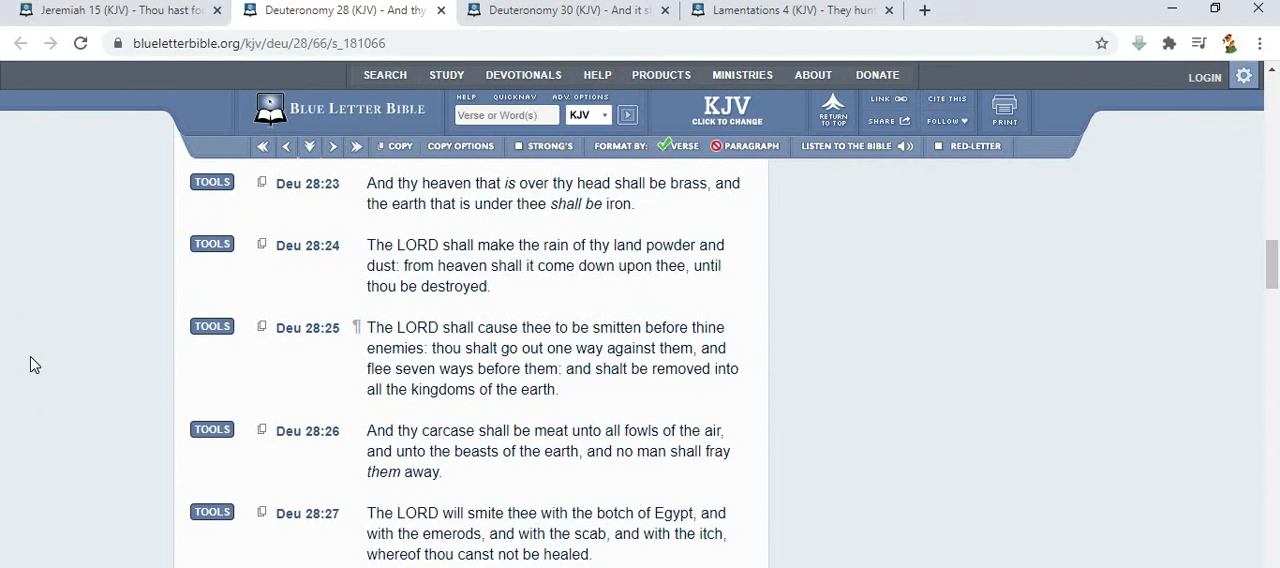 Jeremiah 15 (KJV) - Thou hast fo
Deuteronomy 28 (KJV) - And thy
Deuteronomy 30 (KJV) - And it s
Lamentations 4 (KJV) - They hun
blueletterbible.org/kjv/deu/28/66/s_181066
SEARCH STUDY DEVOTIONALS HELP PRODUCTS MINISTRIES ABOUT DONATE LOGIN
BLUE LETTER BIBLE
HELP QUICKNAV ADV. OPTIONS
Verse or Word(s) KJV
KJV
CLICK TO CHANGE
RETURN
TO TOP
LINK CITE THIS
SHARE FOLLOW
PRINT
COPY COPY OPTIONS STRONG'S FORMAT BY: VERSE PARAGRAPH LISTEN TO THE BIBLE RED-LETTER
TOOLS Deu 28:23 And thy heaven that is over thy head shall be brass, and
the earth that is under thee shall be iron.
TOOLS Deu 28:24 The LORD shall make the rain of thy land powder and
dust: from heaven shall it come down upon thee, until
thou be destroyed.
TOOLS Deu 28:25 ¶ The LORD shall cause thee to be smitten before thine
enemies: thou shalt go out one way against them, and
flee seven ways before them: and shalt be removed into
all the kingdoms of the earth.
TOOLS Deu 28:26 And thy carcase shall be meat unto all fowls of the air,
and unto the beasts of the earth, and no man shall fray
them away.
TOOLS Deu 28:27 The LORD will smite thee with the botch of Egypt, and
with the emerods, and with the scab, and with the itch,
whereof thou canst not be healed.